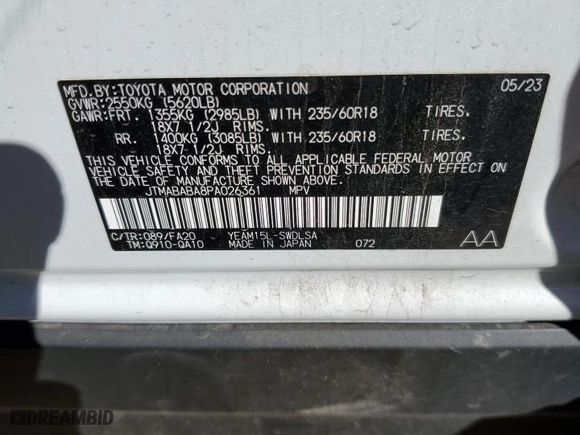 MFD.BY:TOYOTA MOTOR CORPORATION 05/23
GVWR:2550KG (5620LB)
GAWR:FRT. 1355KG (2985LB) WITH 235/60R18 TIRES.
18X7 1/2J RIMS.
RR. 1400KG (3085LB) WITH 235/60R18 TIRES.
18X7 1/2J RIMS.
THIS VEHICLE CONFORMS TO ALL APPLICABLE FEDERAL MOTOR
VEHICLE SAFETY AND THEFT PREVENTION STANDARDS IN EFFECT ON
THE DATE OF MANUFACTURE SHOWN ABOVE.
JTMABABA8PA026361 MPV
C/TR:089/FA20 YEAM15L-SWDLSA
TM:Q910-QA10 MADE IN JAPAN 072 AA
DREAMBID